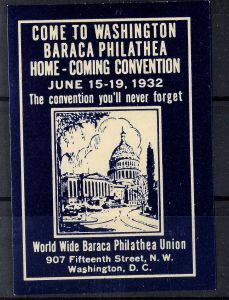 COME TO WASHINGTON
BARACA PHILATHEA
HOME-COMING CONVENTION
JUNE 15-19, 1932
The convention you'll never forget
World Wide Baraca Philathea Union
907 Fifteenth Street, N. W.
Washington, D. C.